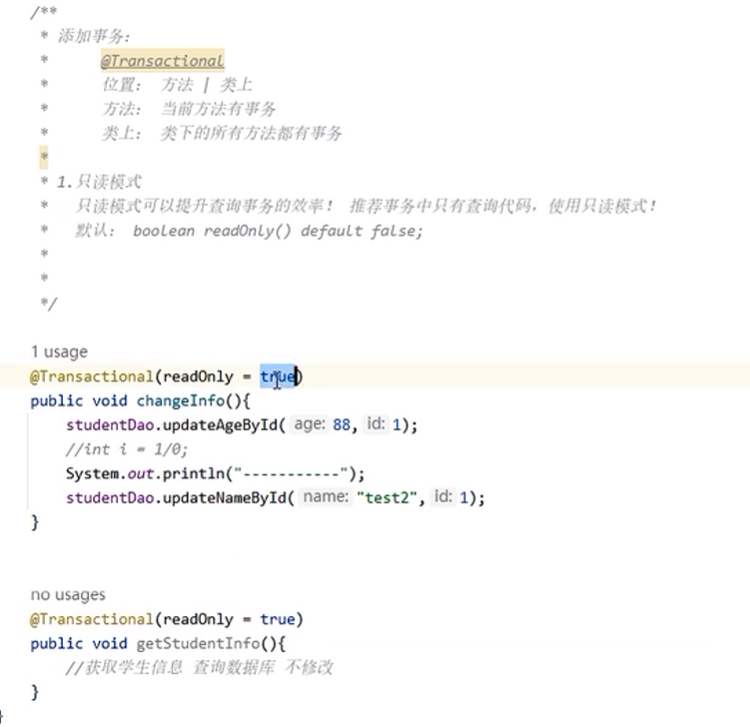 /**
* 添加事务:
* @Transactional
* 位置: 方法 | 类上
* 方法: 当前方法有事务
* 类上: 类下的所有方法都有事务
*
* 1.只读模式
* 只读模式可以提升查询事务的效率! 推荐事务中只有查询代码, 使用只读模式!
* 默认: boolean readOnly() default false;
*
*
*/
1 usage
@Transactional(readOnly = true)
public void changeInfo(){
studentDao.updateAgeById( age: 88, id: 1);
//int i = 1/0;
System.out.println("-----------");
studentDao.updateNameById( name: "test2", id: 1);
}
no usages
@Transactional(readOnly = true)
public void getStudentInfo(){
//获取学生信息 查询数据库 不修改
}
}